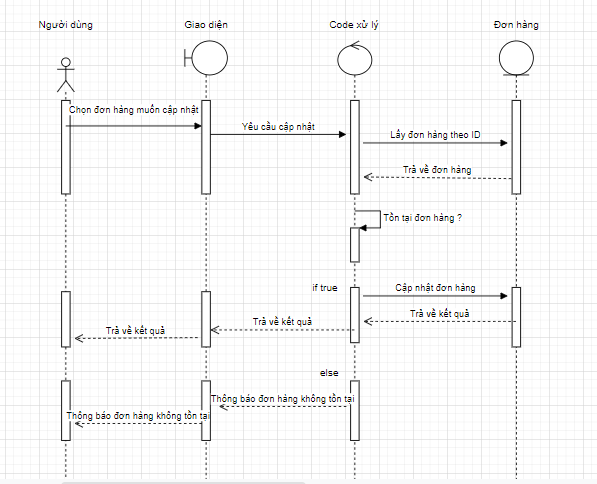 Người dùng
Giao diện
Code xử lý
Đơn hàng
Chọn đơn hàng muốn cập nhật
Yêu cầu cập nhật
Lấy đơn hàng theo ID
Trả về đơn hàng
Tồn tại đơn hàng ?
if true
Cập nhật đơn hàng
Trả về kết quả
Trả về kết quả
Trả về kết quả
else
Thông báo đơn hàng không tồn tại
Thông báo đơn hàng không tồn tại